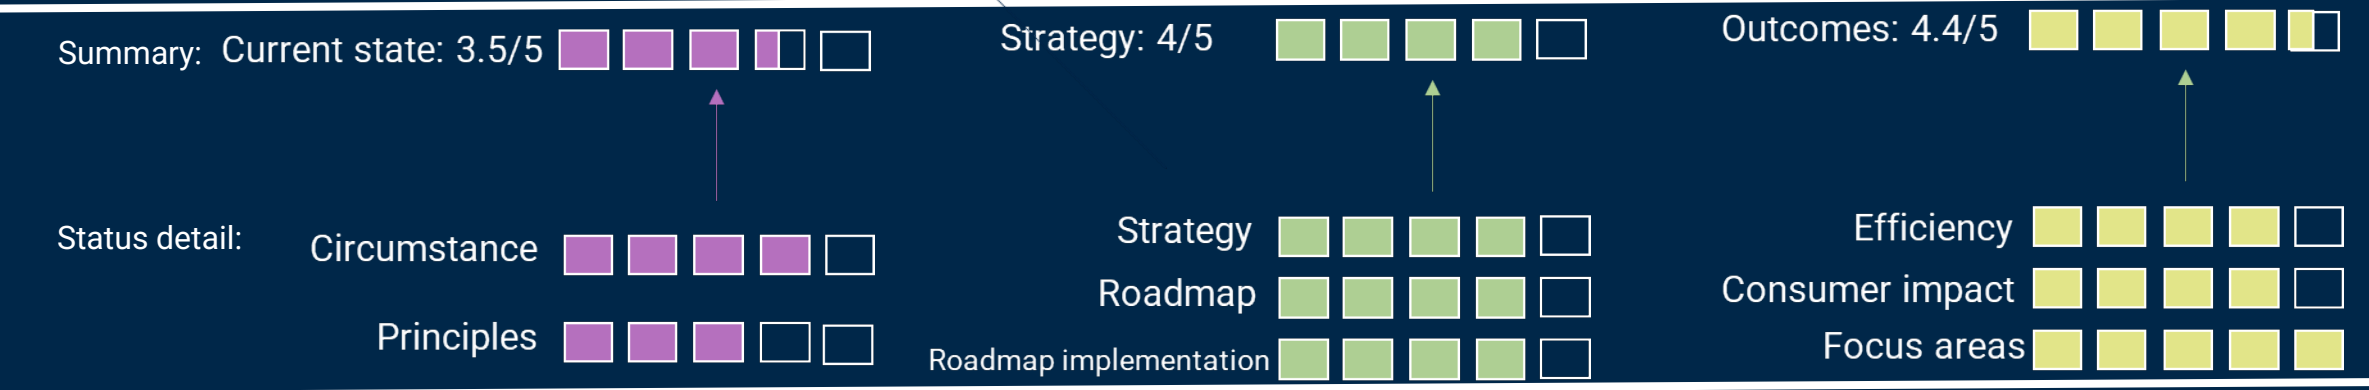 Summary: Current state: 3.5/5 Strategy: 4/5 Outcomes: 4.4/5
Status detail: Circumstance Strategy Efficiency
Roadmap Consumer impact
Principles Roadmap implementation Focus areas